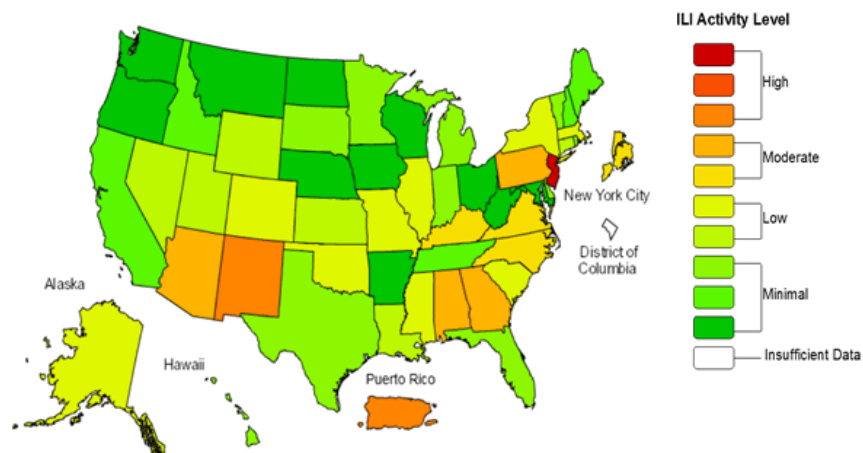 ILI Activity Level
High
Moderate
New York City
Low
District of
Columbia
Alaska
Minimal
Hawaii
Insufficient Data
Puerto Rico